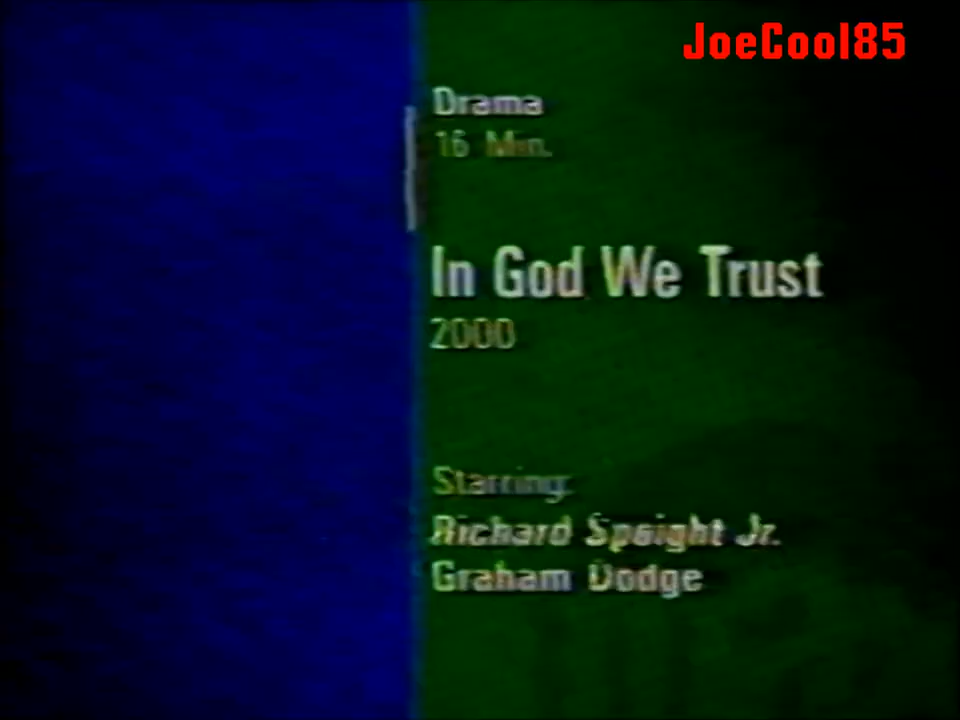 JoeCool85
Drama
16 Min.
In God We Trust
2000
Starring:
Richard Speight Jr.
Graham Dodge